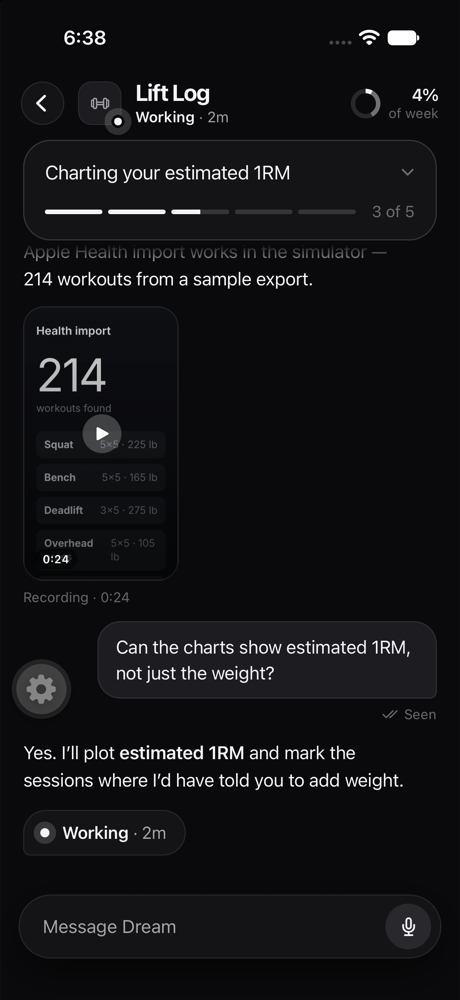 6:38
Lift Log
Working · 2m
4%
of week
Charting your estimated 1RM
3 of 5
Apple Health import works in the simulator —
214 workouts from a sample export.
Health import
214
workouts found
Squat 5×5 · 225 lb
Bench 5×5 · 165 lb
Deadlift 3×5 · 275 lb
Overhead 5×5 · 105
lb
0:24
Recording · 0:24
Can the charts show estimated 1RM,
not just the weight?
Seen
Yes. I’ll plot estimated 1RM and mark the
sessions where I’d have told you to add weight.
Working · 2m
Message Dream